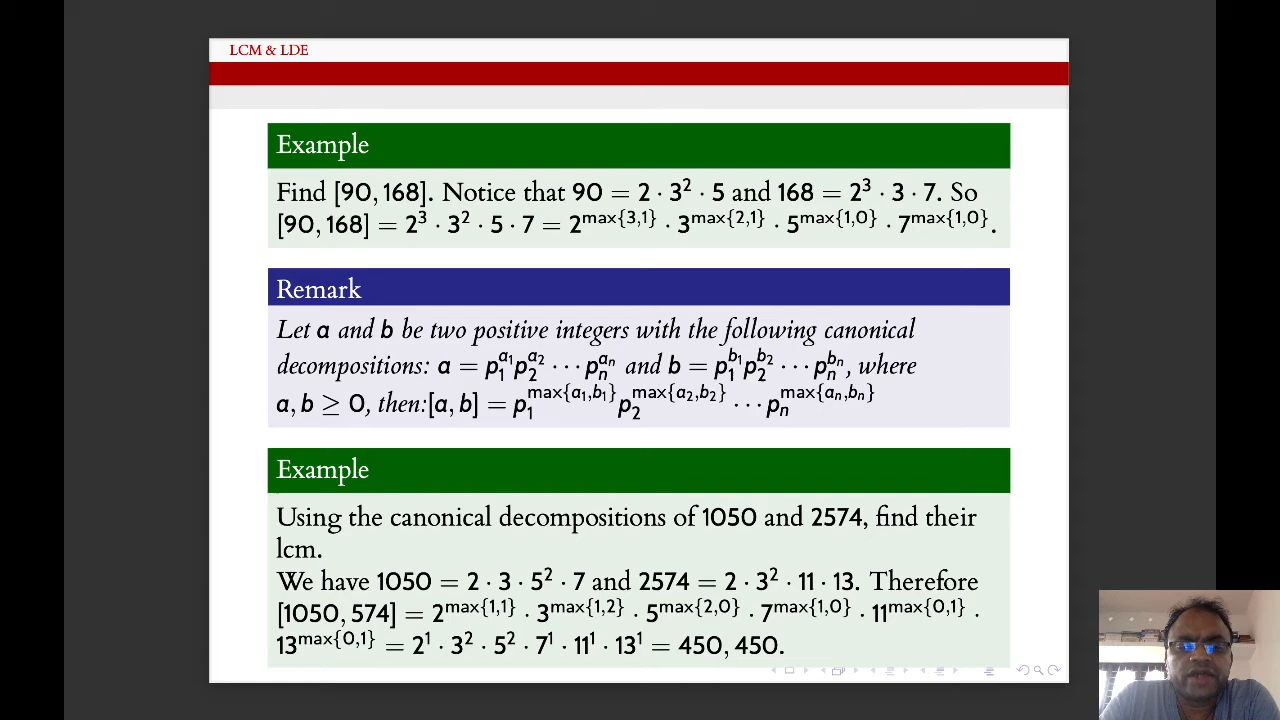 LCM & LDE
Example
Find [90, 168]. Notice that 90 = 2 · 3² · 5 and 168 = 2³ · 3 · 7. So
[90, 168] = 2³ · 3² · 5 · 7 = 2^max{3,1} · 3^max{2,1} · 5^max{1,0} · 7^max{1,0}.
Remark
Let a and b be two positive integers with the following canonical
decompositions: a = p₁^a₁ p₂^a₂ ⋯ pₙ^aₙ and b = p₁^b₁ p₂^b₂ ⋯ pₙ^bₙ, where
a, b ≥ 0, then:[a, b] = p₁^max{a₁,b₁} p₂^max{a₂,b₂} ⋯ pₙ^max{aₙ,bₙ}
Example
Using the canonical decompositions of 1050 and 2574, find their
lcm.
We have 1050 = 2 · 3 · 5² · 7 and 2574 = 2 · 3² · 11 · 13. Therefore
[1050, 574] = 2^max{1,1} · 3^max{1,2} · 5^max{2,0} · 7^max{1,0} · 11^max{0,1} ·
13^max{0,1} = 2¹ · 3² · 5² · 7¹ · 11¹ · 13¹ = 450, 450.